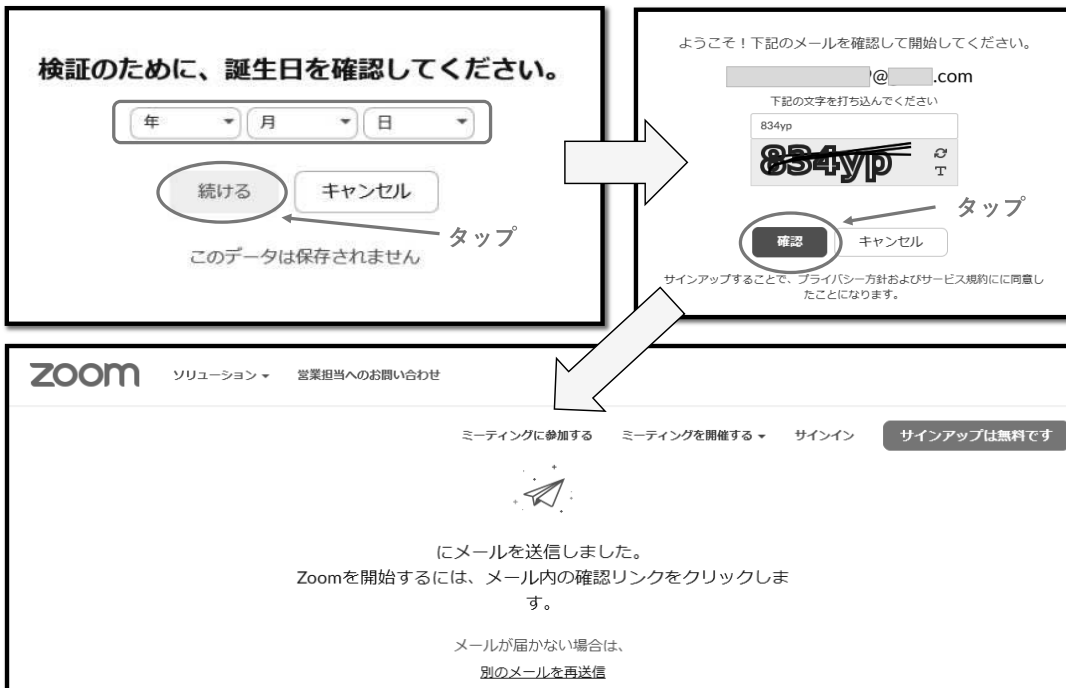 検証のために、誕生日を確認してください。
年 月 日
続ける キャンセル
タップ
このデータは保存されません
ようこそ！下記のメールを確認して開始してください。
@ .com
下記の文字を打ち込んでください
834yp
834yp
T
タップ
確認 キャンセル
サインアップすることで、プライバシー方針およびサービス規約にに同意し
たことになります。
zoom ソリューション 営業担当へのお問い合わせ
ミーティングに参加する ミーティングを開催する サインイン サインアップは無料です
にメールを送信しました。
Zoomを開始するには、メール内の確認リンクをクリックしま
す。
メールが届かない場合は、
別のメールを再送信